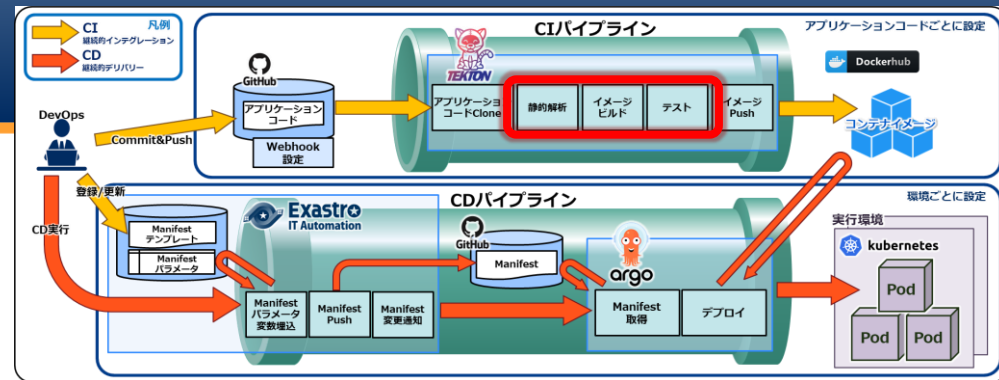 CI
継続的インテグレーション
凡例
CD
継続的デリバリー
CIパイプライン
アプリケーションコードごとに設定
TEKTON
Dockerhub
GitHub
アプリケーション
コード
Webhook
設定
アプリケーショ
コードClone
静的解析
イメージ
ビルド
テスト
イメージ
Push
コンテナイメージ
DevOps
Commit&Push
登録/更新
CD実行
CDパイプライン
環境ごとに設定
Exastro
IT Automation
Manifest
テンプレート
Manifest
パラメータ
GitHub
Manifest
argo
実行環境
kubernetes
Manifest
パラメータ
変数埋込
Manifest
Push
Manifest
変更通知
Manifest
取得
デプロイ
Pod
Pod
Pod